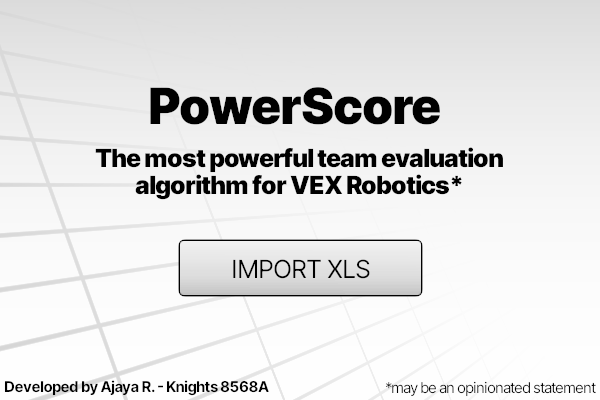 PowerScore
The most powerful team evaluation
algorithm for VEX Robotics*
IMPORT XLS
Developed by Ajaya R. - Knights 8568A
*may be an opinionated statement